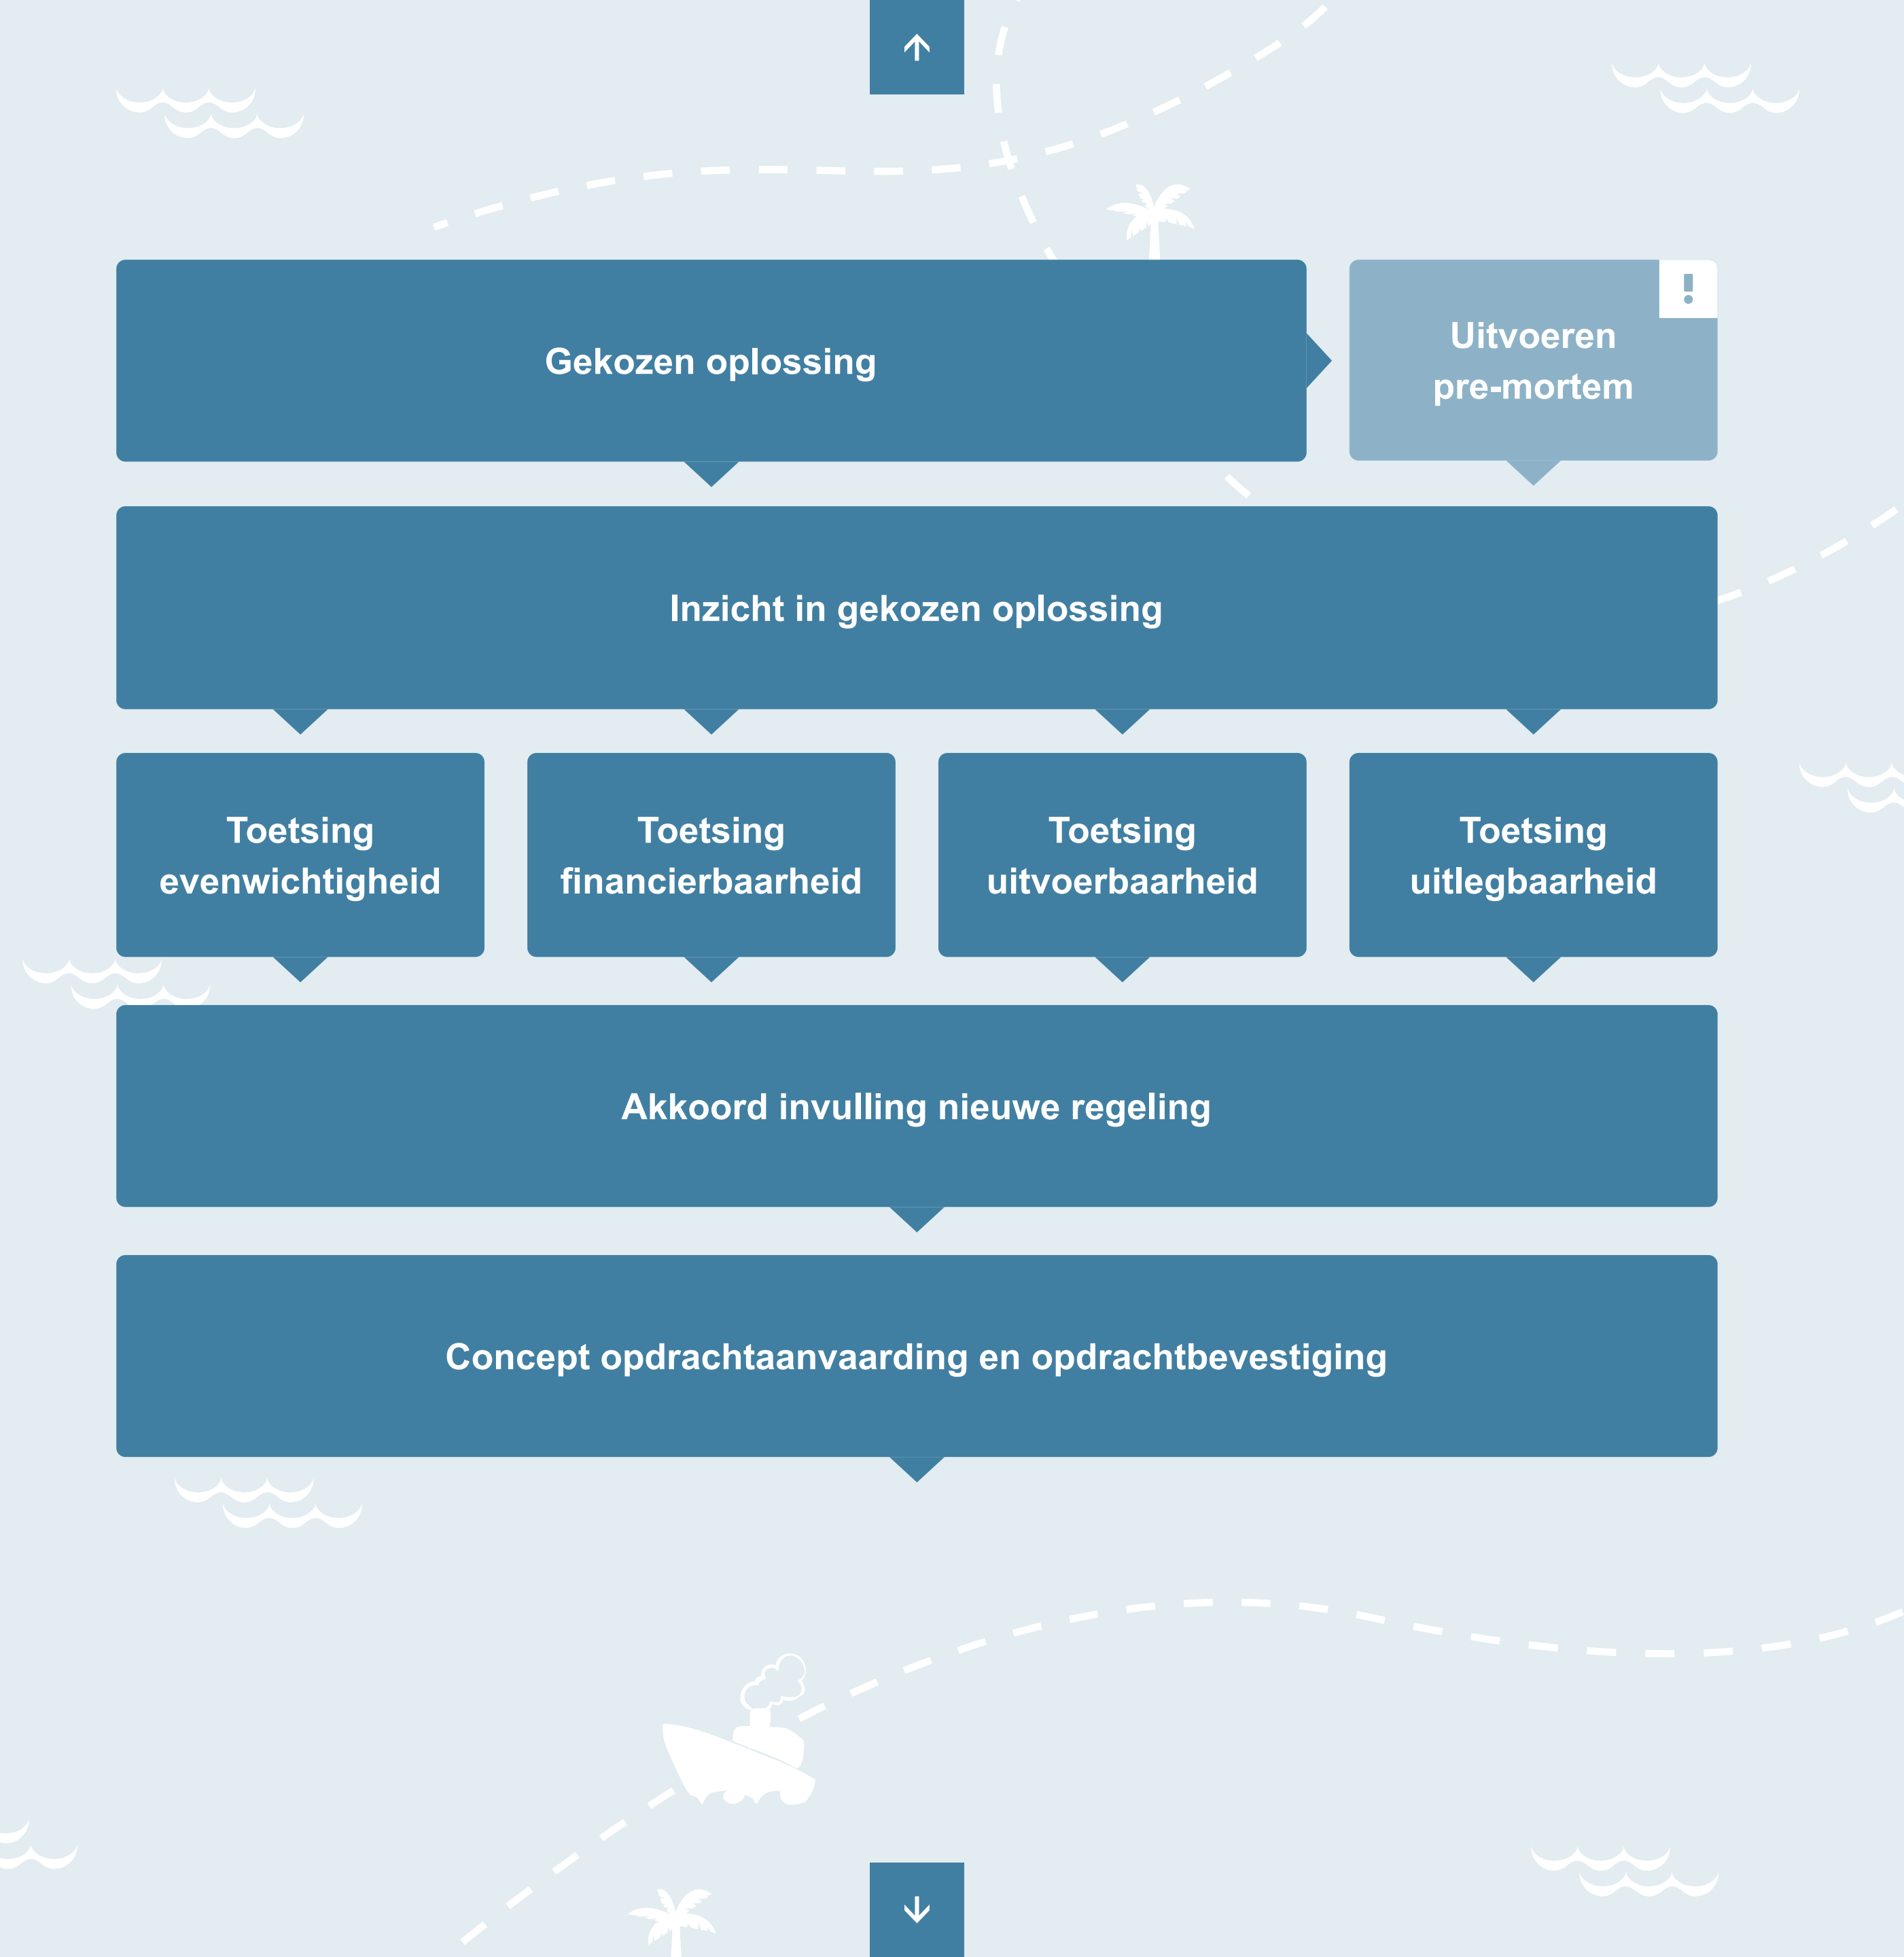 Gekozen oplossing
Uitvoeren
pre-mortem
Inzicht in gekozen oplossing
Toetsing
evenwichtigheid
Toetsing
financierbaarheid
Toetsing
uitvoerbaarheid
Toetsing
uitlegbaarheid
Akkoord invulling nieuwe regeling
Concept opdrachtaanvaarding en opdrachtbevestiging